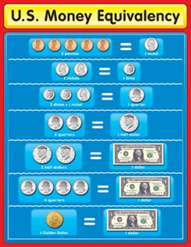 U.S. Money Equivalency
5 pennies
1 nickel
2 nickels
1 dime
2 dimes + 1 nickel
1 quarter
2 quarters
1 half-dollar
2 half-dollars
1 dollar
4 quarters
1 dollar
1 Golden Dollar
1 dollar